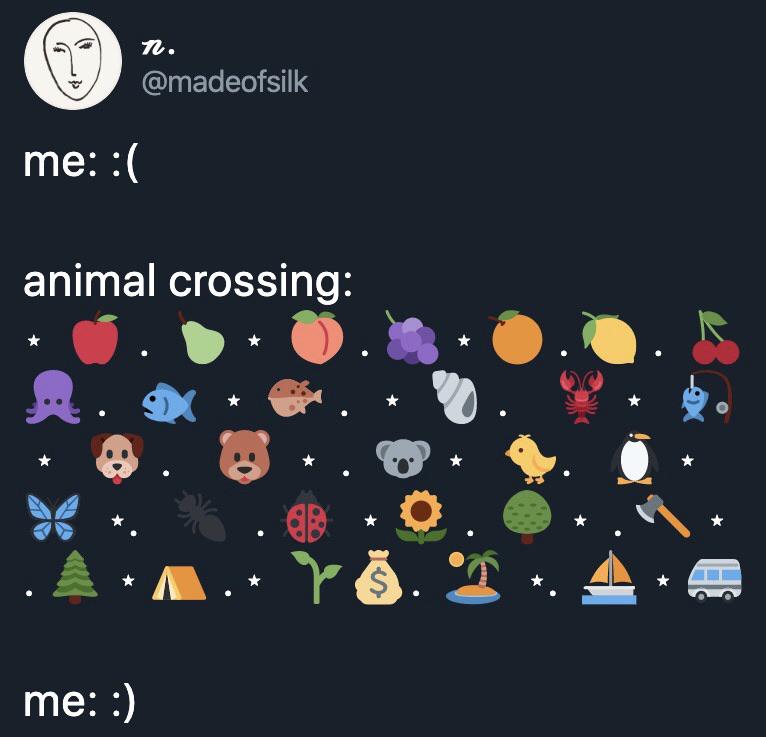 𝓃.
@madeofsilk
me: :(
animal crossing:
⭑ 🍎 . 🍐 ⭑ 🍑 . 🍇 ⭑ 🍊 . 🍋 . 🍒
🐙 . 🐟 ⭑ 🐡 . ⭑ 🐚 . 🦞 ⭑ 🎣
⭑ 🐶 . 🐻 ⭑ . 🐨 ⭑ 🐤 . 🐧 ⭑
🦋 ⭑ . 🐜 . 🐞 ⭑ 🌻 . 🌳 ⭑ . 🪓 ⭑
. 🌲 ⭑ ⛺ . ⭑ 🌱 💰 . 🏝 ⭑ . ⛵ ⭑ 🚐
me: :)